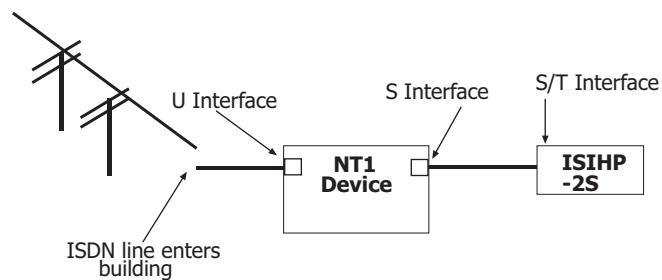 U Interface
S Interface
S/T Interface
NT1
Device
ISIHP
-2S
ISDN line enters
building